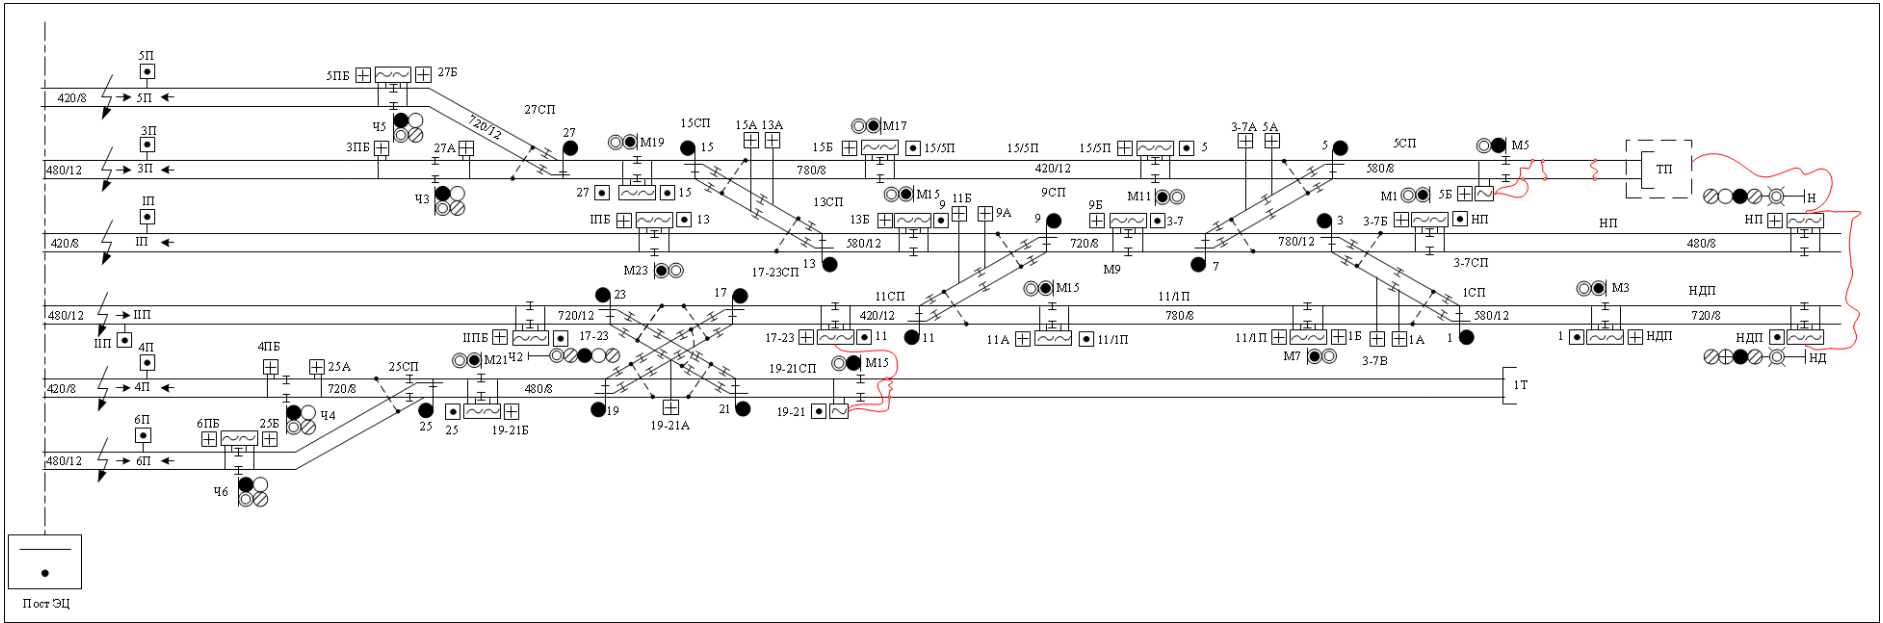 5П
5ПБ
27Б
420/8
5П
720/12
27СП
Ч5
3П
3ПБ
27А
27
М19
15СП
15
15А
13А
М17
15Б
15/5П
15/5П
15/5П
5
3-7А
5А
5
5СП
М5
480/12
3П
780/8
420/12
580/8
ТП
Ч3
27
15
М15
М11
М1
5Б
Н
IП
IПБ
13
13СП
13Б
9
11Б
9А
9СП
9
9Б
3-7
3
3-7Б
НП
НП
НП
420/8
IП
580/12
720/8
780/12
480/8
М23
13
17-23СП
М9
7
3-7СП
23
17
11СП
М15
11/1П
1СП
М3
НДП
480/12
IIП
720/12
420/12
780/8
580/12
720/8
IIП
IIПБ
17-23
17-23
11
11
11А
11/1П
11/1П
1Б
1А
1
1
НДП
НДП
4П
4ПБ
25А
25СП
М21
Ч2
М15
19-21СП
М7
3-7В
НД
420/8
4П
720/8
480/8
1Т
Ч4
25
25
19-21Б
19
19-21А
21
19-21
6П
6ПБ
25Б
480/12
6П
Ч6
Пост ЭЦ